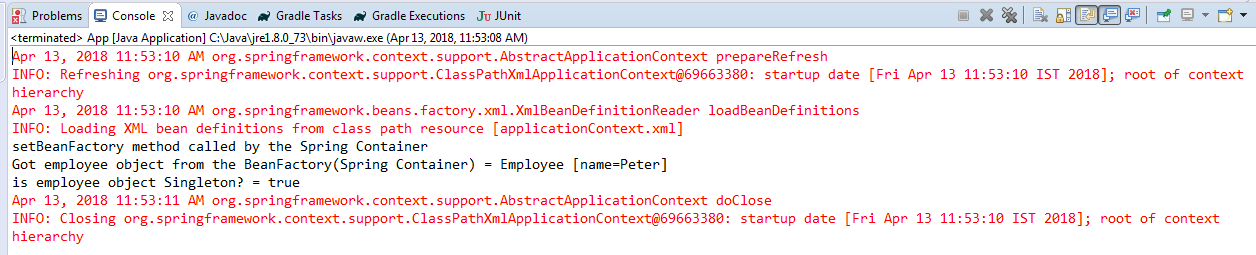 Problems Console Javadoc Gradle Tasks Gradle Executions JUnit
<terminated> App [Java Application] C:\Java\jre1.8.0_73\bin\javaw.exe (Apr 13, 2018, 11:53:08 AM)
Apr 13, 2018 11:53:10 AM org.springframework.context.support.AbstractApplicationContext prepareRefresh
INFO: Refreshing org.springframework.context.support.ClassPathXmlApplicationContext@69663380: startup date [Fri Apr 13 11:53:10 IST 2018]; root of context
hierarchy
Apr 13, 2018 11:53:10 AM org.springframework.beans.factory.xml.XmlBeanDefinitionReader loadBeanDefinitions
INFO: Loading XML bean definitions from class path resource [applicationContext.xml]
setBeanFactory method called by the Spring Container
Got employee object from the BeanFactory(Spring Container) = Employee [name=Peter]
is employee object Singleton? = true
Apr 13, 2018 11:53:11 AM org.springframework.context.support.AbstractApplicationContext doClose
INFO: Closing org.springframework.context.support.ClassPathXmlApplicationContext@69663380: startup date [Fri Apr 13 11:53:10 IST 2018]; root of context
hierarchy